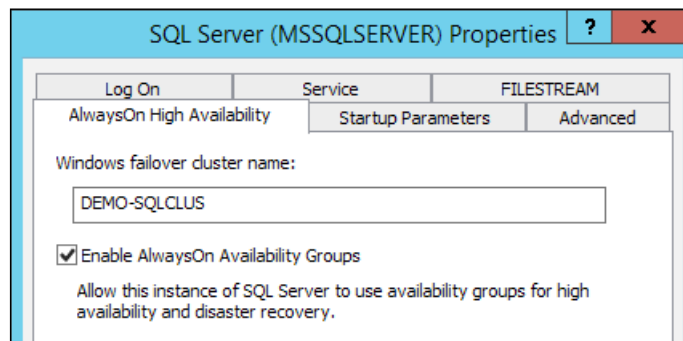 SQL Server (MSSQLSERVER) Properties ? x
Log On Service FILESTREAM
AlwaysOn High Availability Startup Parameters Advanced
Windows failover cluster name:
DEMO-SQLCLUS
Enable AlwaysOn Availability Groups
Allow this instance of SQL Server to use availability groups for high
availability and disaster recovery.